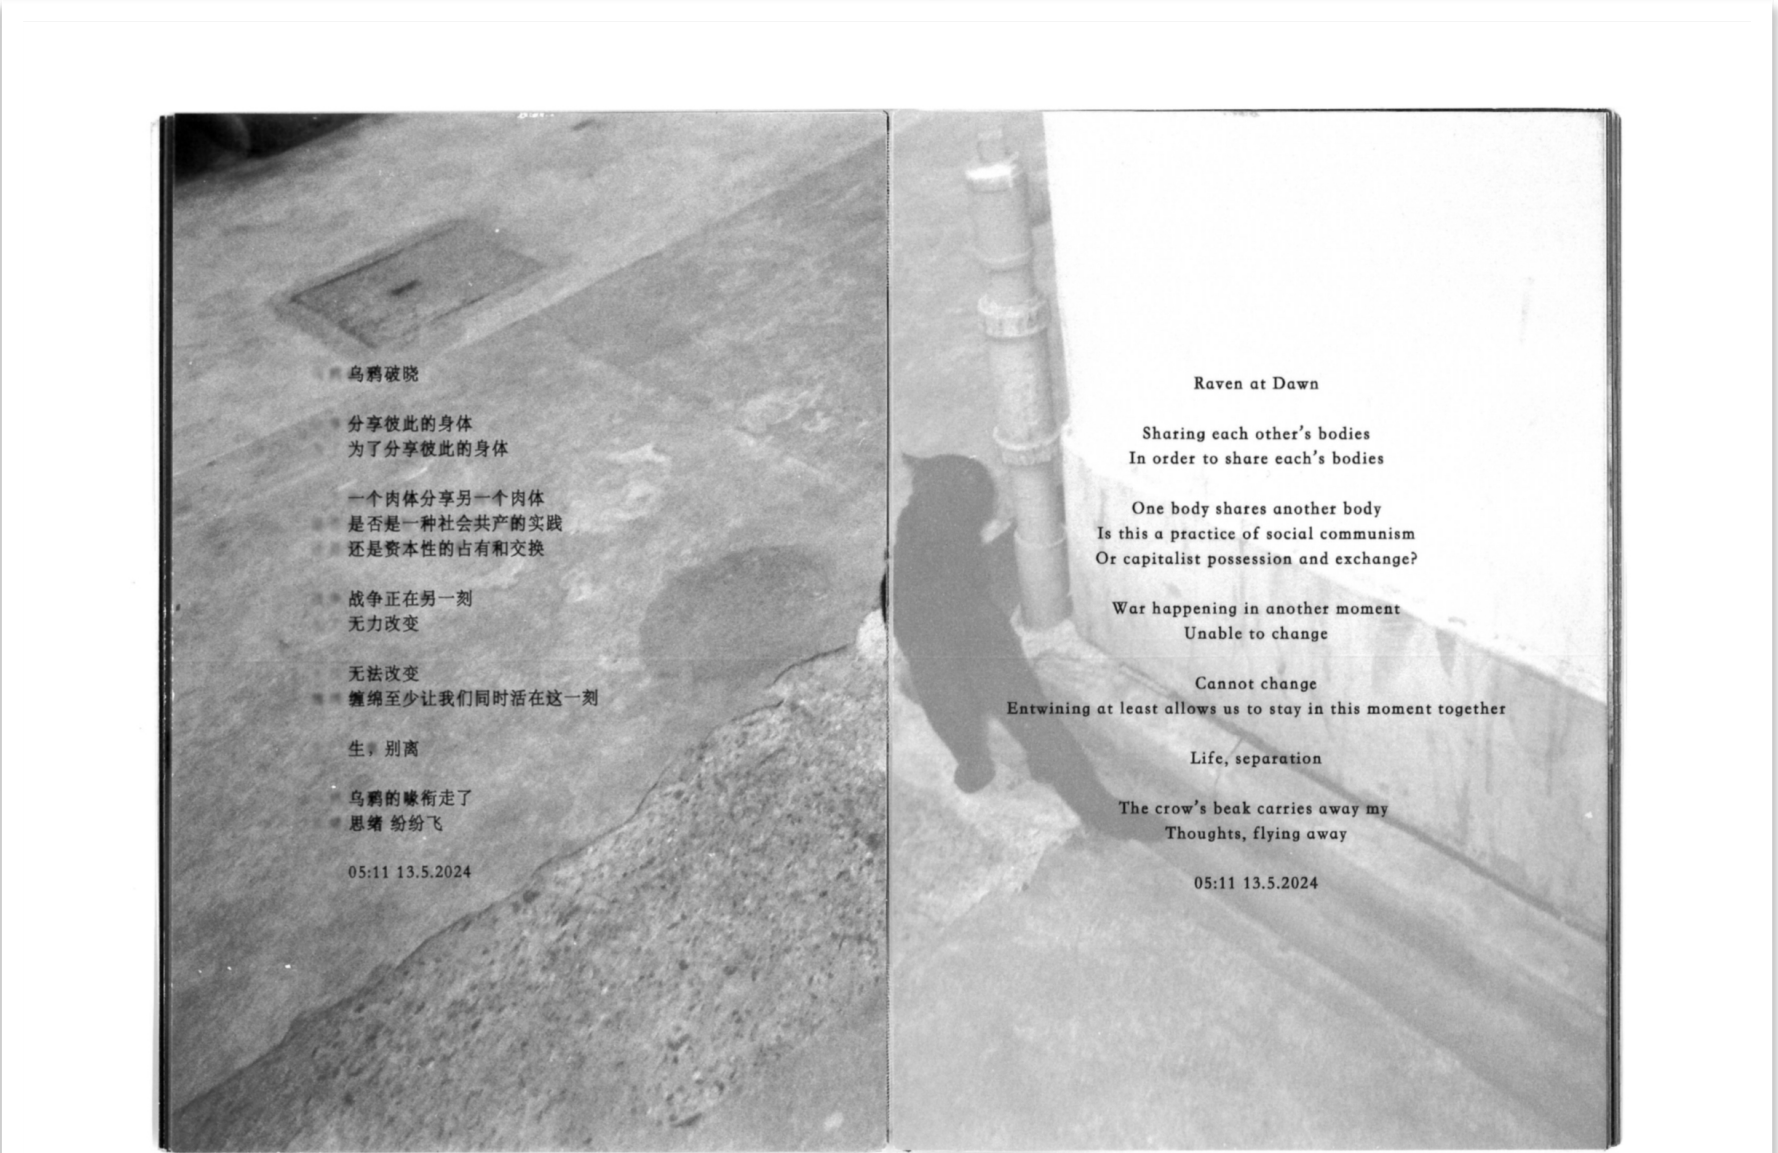 乌鸦破晓
分享彼此的身体
为了分享彼此的身体
一个肉体分享另一个肉体
是否是一种社会共产的实践
还是资本性的占有和交换
战争正在另一刻
无力改变
无法改变
缠绵至少让我们同时活在这一刻
生，别离
乌鸦的喙衔走了
思绪 纷纷飞
05:11 13.5.2024
Raven at Dawn
Sharing each other's bodies
In order to share each's bodies
One body shares another body
Is this a practice of social communism
Or capitalist possession and exchange?
War happening in another moment
Unable to change
Cannot change
Entwining at least allows us to stay in this moment together
Life, separation
The crow's beak carries away my
Thoughts, flying away
05:11 13.5.2024